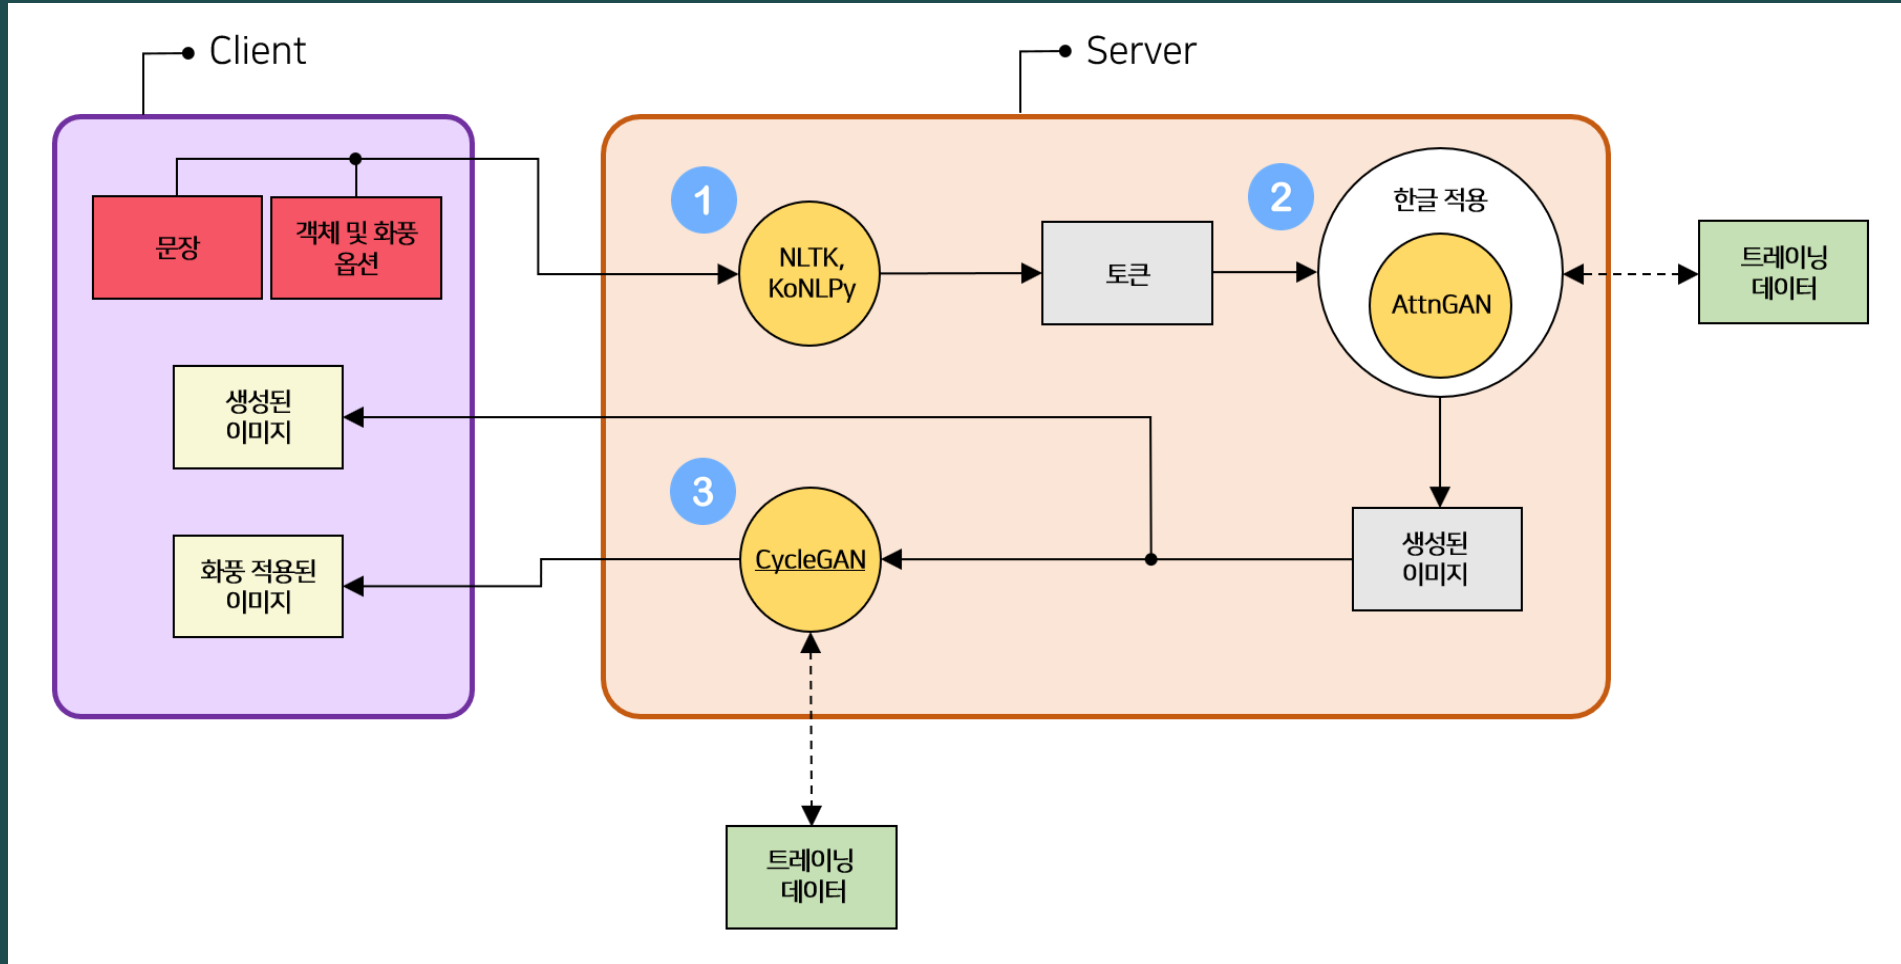 Client
Server
문장
객체 및 화풍
옵션
1
NLTK,
KoNLPy
토큰
2
한글 적용
AttnGAN
트레이닝
데이터
생성된
이미지
3
CycleGAN
생성된
이미지
화풍 적용된
이미지
트레이닝
데이터